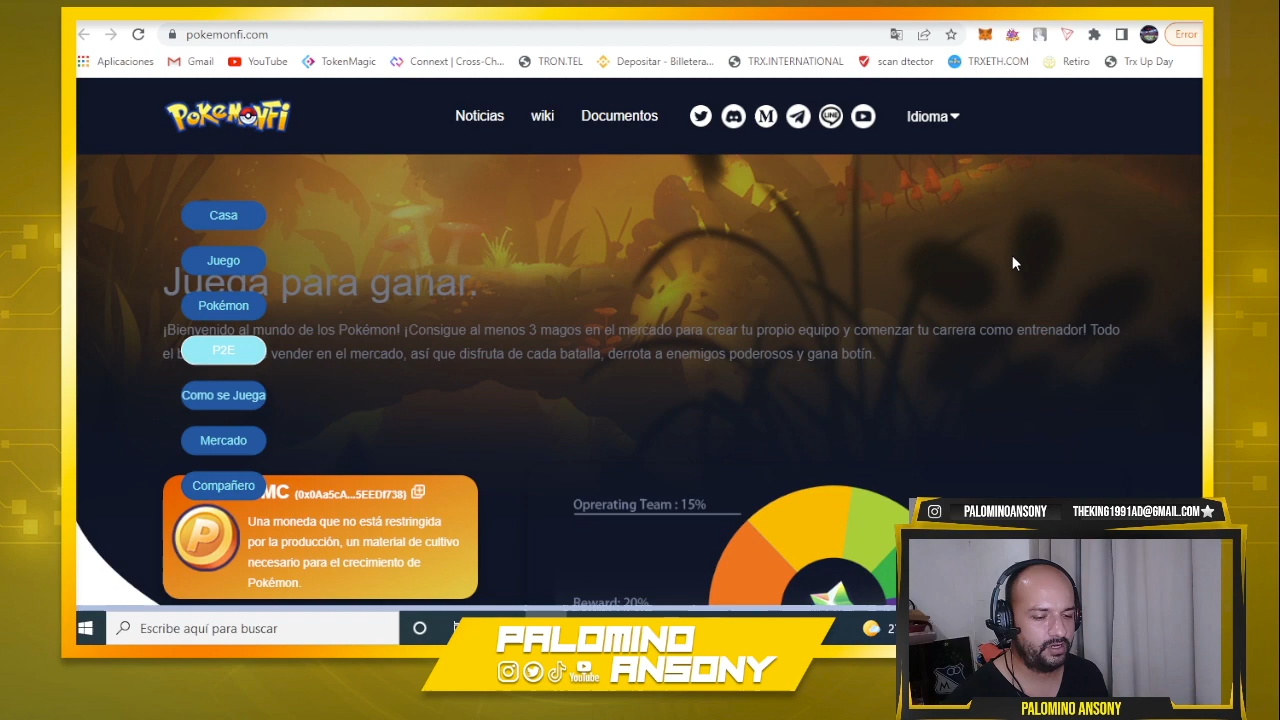 pokemonfi.com
Error
Aplicaciones
Gmail
YouTube
TokenMagic
Connext | Cross-Ch...
TRON.TEL
Depositar - Billetera...
TRX.INTERNATIONAL
scan dtector
TRXETH.COM
Retiro
Trx Up Day
POKEMONFi
Noticias
wiki
Documentos
M
LINE
Idioma
Casa
Juego
Juega para ganar.
Pokémon
¡Bienvenido al mundo de los Pokémon! ¡Consigue al menos 3 magos en el mercado para crear tu propio equipo y comenzar tu carrera como entrenador! Todo
el b
P2E
vender en el mercado, así que disfruta de cada batalla, derrota a enemigos poderosos y gana botín.
Como se Juega
Mercado
Compañero
MC (0x0Aa5cA...5EEDf738)
Una moneda que no está restringida
por la producción, un material de cultivo
necesario para el crecimiento de
Pokémon.
P
Oprerating Team : 15%
Reward: 20%
Escribe aquí para buscar
2
PALOMINO
ANSONY
YouTube
PALOMINOANSONY
THEKING1991AD@GMAIL.COM
PALOMINO ANSONY